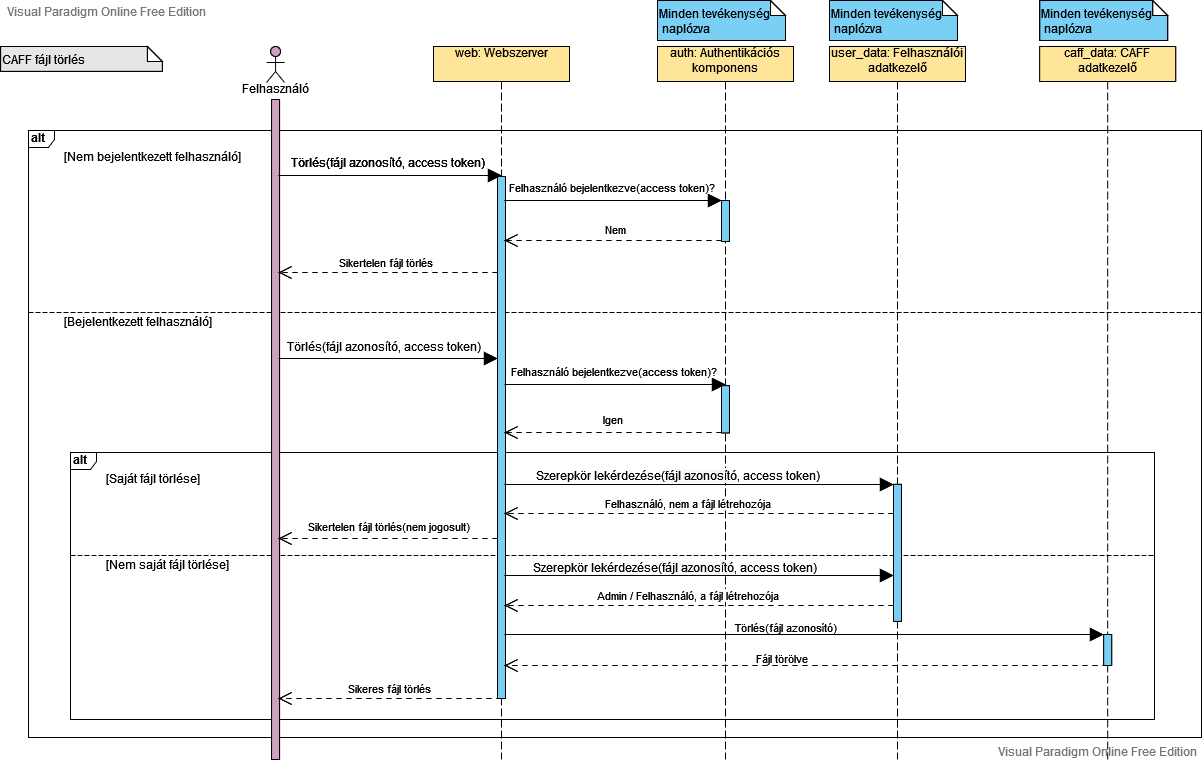 Visual Paradigm Online Free Edition
Minden tevékenység
naplózva
Minden tevékenység
naplózva
Minden tevékenység
naplózva
CAFF fájl törlés
Felhasználó
web: Webszerver
auth: Authentikációs
komponens
user_data: Felhasználói
adatkezelő
caff_data: CAFF
adatkezelő
alt
[Nem bejelentkezett felhasználó]
Törlés(fájl azonosító, access token)
Felhasználó bejelentkezve(access token)?
Nem
Sikertelen fájl törlés
[Bejelentkezett felhasználó]
Törlés(fájl azonosító, access token)
Felhasználó bejelentkezve(access token)?
Igen
alt
[Saját fájl törlése]
Szerepkör lekérdezése(fájl azonosító, access token)
Felhasználó, nem a fájl létrehozója
Sikertelen fájl törlés(nem jogosult)
[Nem saját fájl törlése]
Szerepkör lekérdezése(fájl azonosító, access token)
Admin / Felhasználó, a fájl létrehozója
Törlés(fájl azonosító)
Fájl törölve
Sikeres fájl törlés
Visual Paradigm Online Free Edition